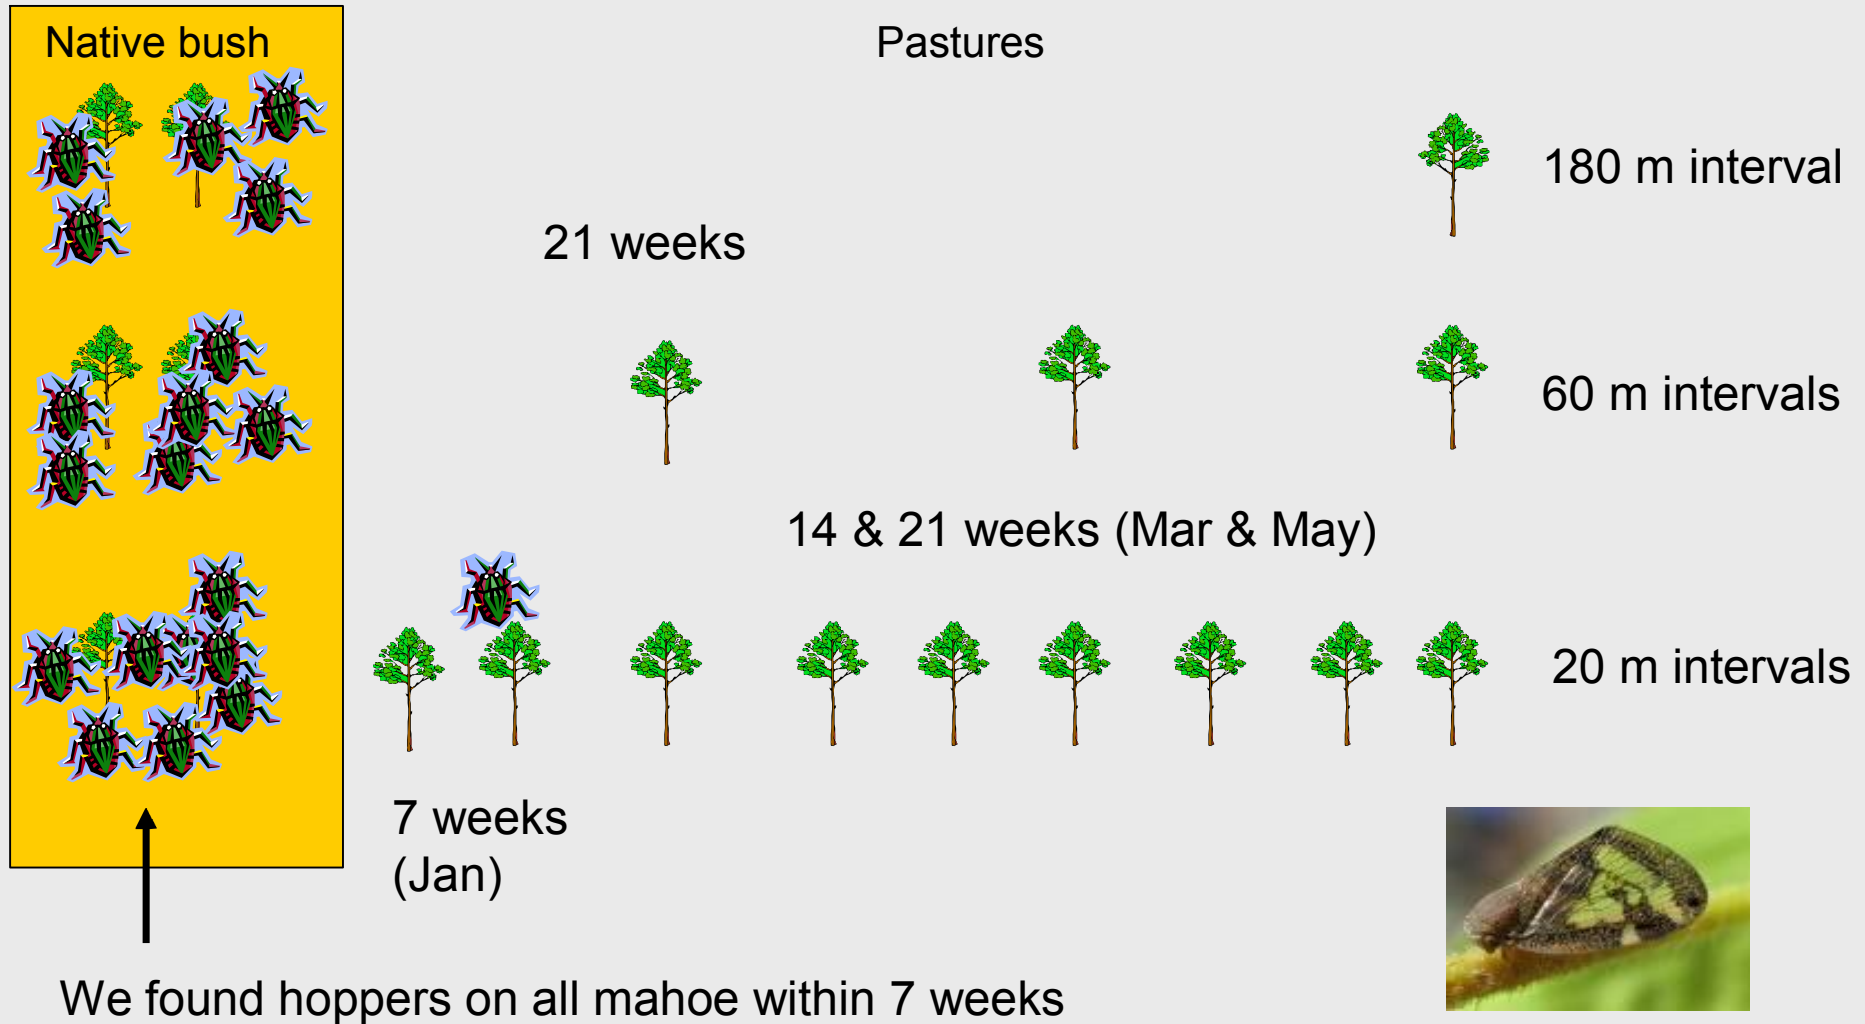 Native bush
Pastures
180 m interval
21 weeks
60 m intervals
14 & 21 weeks (Mar & May)
20 m intervals
7 weeks
(Jan)
We found hoppers on all mahoe within 7 weeks